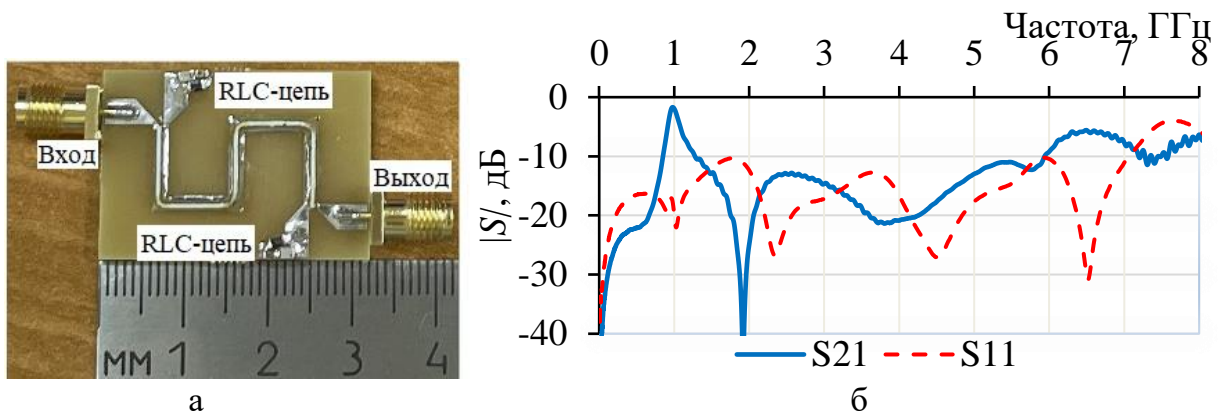 RLC-цепь
Вход
Выход
RLC-цепь
мм 1 2 3 4
а
Частота, ГГц
0 1 2 3 4 5 6 7 8
0
-10
-20
-30
-40
|S/, дБ
S21 S11
б